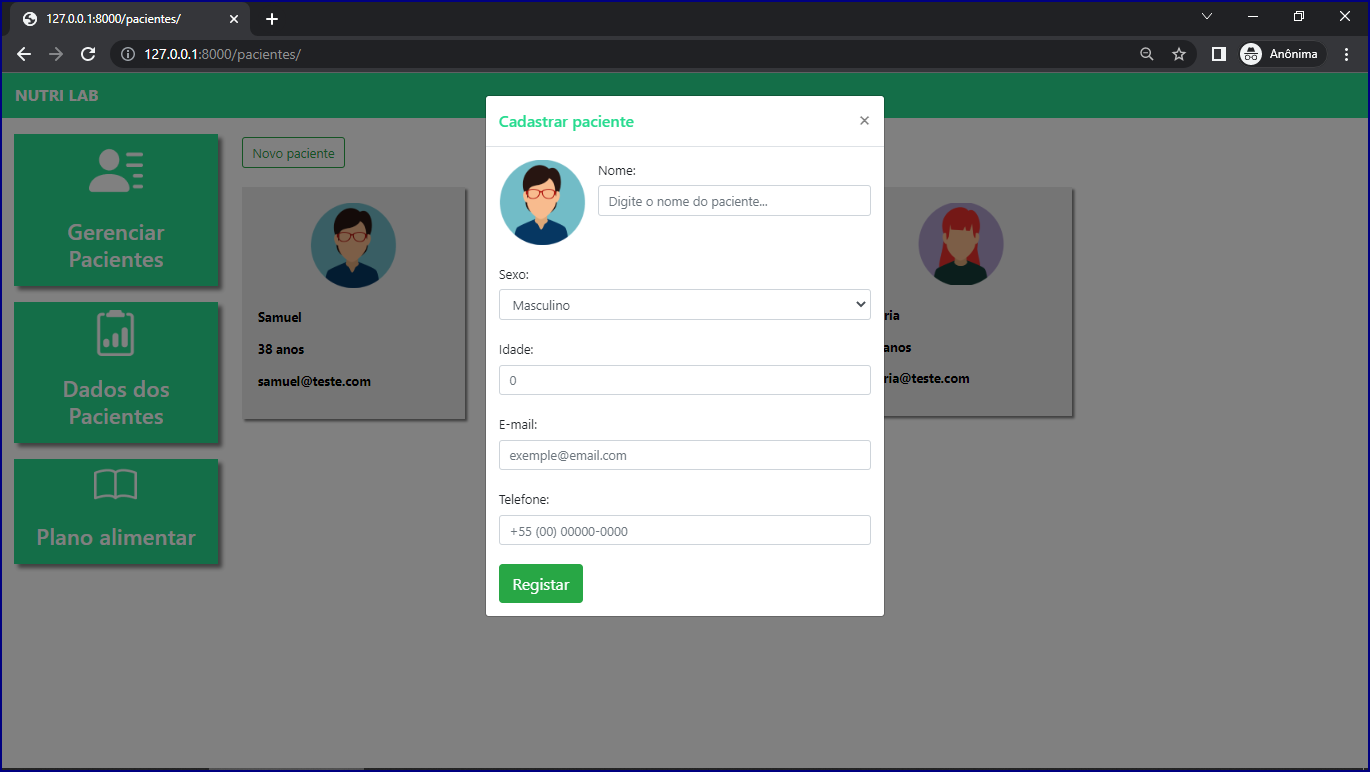 127.0.0.1:8000/pacientes/
127.0.0.1:8000/pacientes/
Anônima
NUTRI LAB
Gerenciar
Pacientes
Dados dos
Pacientes
Plano alimentar
Novo paciente
Samuel
38 anos
samuel@teste.com
Cadastrar paciente
×
Nome:
Digite o nome do paciente...
Sexo:
Masculino
Idade:
0
E-mail:
exemple@email.com
Telefone:
+55 (00) 00000-0000
Registar
ria
anos
ria@teste.com